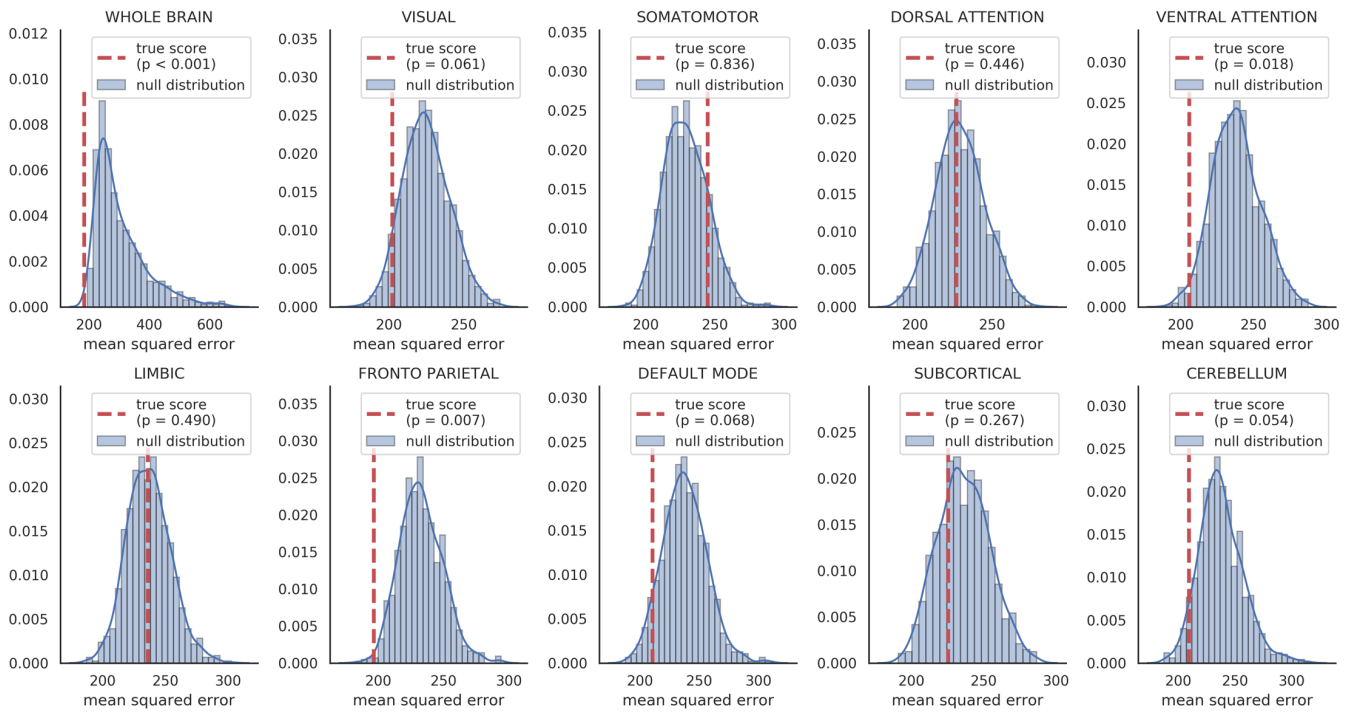 WHOLE BRAIN
0.012
0.010
0.008
0.006
0.004
0.002
0.000
true score
(p < 0.001)
null distribution
200 400 600
mean squared error
VISUAL
0.035
0.030
0.025
0.020
0.015
0.010
0.005
0.000
true score
(p = 0.061)
null distribution
200 250
mean squared error
SOMATOMOTOR
0.035
0.030
0.025
0.020
0.015
0.010
0.005
0.000
true score
(p = 0.836)
null distribution
200 250 300
mean squared error
DORSAL ATTENTION
0.035
0.030
0.025
0.020
0.015
0.010
0.005
0.000
true score
(p = 0.446)
null distribution
200 250
mean squared error
VENTRAL ATTENTION
0.030
0.025
0.020
0.015
0.010
0.005
0.000
true score
(p = 0.018)
null distribution
200 250 300
mean squared error
LIMBIC
0.030
0.025
0.020
0.015
0.010
0.005
0.000
true score
(p = 0.490)
null distribution
200 250 300
mean squared error
FRONTO PARIETAL
0.035
0.030
0.025
0.020
0.015
0.010
0.005
0.000
true score
(p = 0.007)
null distribution
200 250 300
mean squared error
DEFAULT MODE
0.030
0.025
0.020
0.015
0.010
0.005
0.000
true score
(p = 0.068)
null distribution
200 250 300
mean squared error
SUBCORTICAL
0.025
0.020
0.015
0.010
0.005
0.000
true score
(p = 0.267)
null distribution
200 250 300
mean squared error
CEREBELLUM
0.030
0.025
0.020
0.015
0.010
0.005
0.000
true score
(p = 0.054)
null distribution
200 250 300
mean squared error